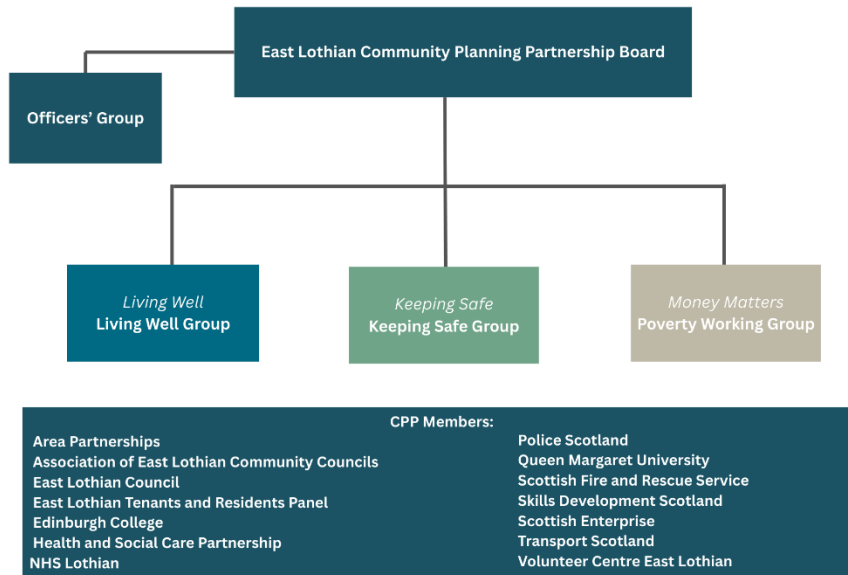 East Lothian Community Planning Partnership Board
Officers’ Group
Living Well
Living Well Group
Keeping Safe
Keeping Safe Group
Money Matters
Poverty Working Group
CPP Members:
Area Partnerships
Association of East Lothian Community Councils
East Lothian Council
East Lothian Tenants and Residents Panel
Edinburgh College
Health and Social Care Partnership
NHS Lothian
Police Scotland
Queen Margaret University
Scottish Fire and Rescue Service
Skills Development Scotland
Scottish Enterprise
Transport Scotland
Volunteer Centre East Lothian